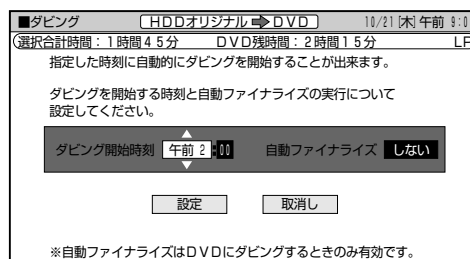 ■ダビング HDDオリジナル➡DVD 10/21[木]午前 9:0
選択合計時間：1時間45分 DVD残時間：2時間15分 LP
指定した時刻に自動的にダビングを開始することが出来ます。
ダビングを開始する時刻と自動ファイナライズの実行について
設定してください。
ダビング開始時刻 午前 2:00 自動ファイナライズ しない
設定 取消し
※自動ファイナライズはDVDにダビングするときのみ有効です。